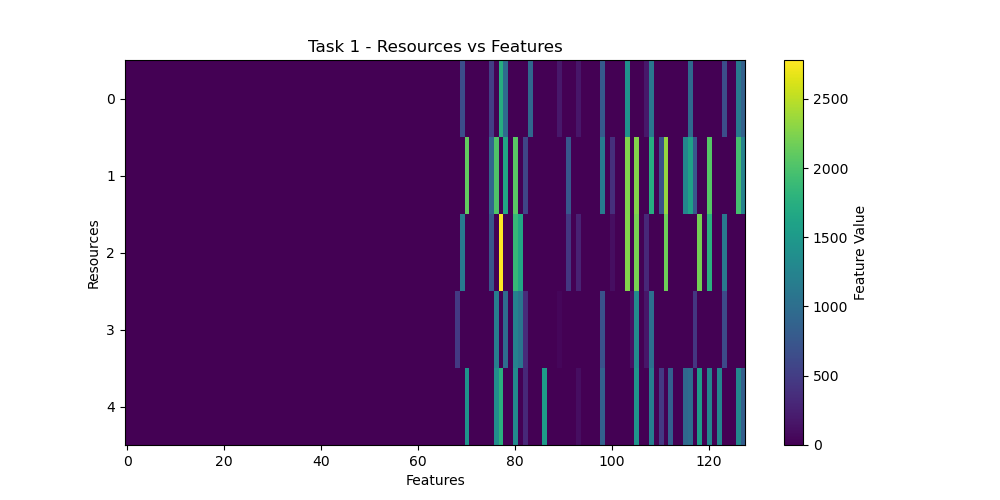 Task 1 - Resources vs Features
Resources
0
1
2
3
4
0 20 40 60 80 100 120
Features
2500
2000
1500
1000
500
0
Feature Value